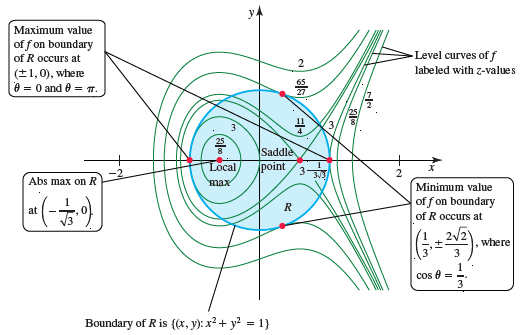 y
Maximum value
of f on boundary
of R occurs at
(±1, 0), where
θ = 0 and θ = π.
2
65/27
Level curves of f
labeled with z-values
7/2
25/8
11/4
3
3
25/8
Saddle
point
Local
max
3 - 1/3√3
-2
2
x
Abs max on R
at (-1/√3, 0).
R
Minimum value
of f on boundary
of R occurs at
(1/3, ± 2√2/3), where
cos θ = 1/3.
Boundary of R is {(x, y): x² + y² = 1}